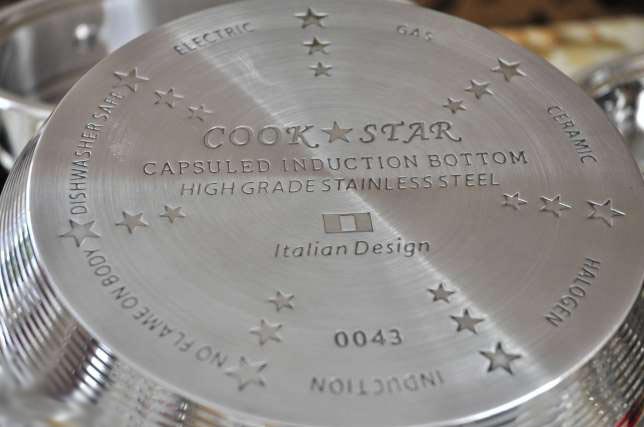 ELECTRIC
GAS
CERAMIC
HALOGEN
INDUCTION
NO FLAME ON BODY
DISHWASHER SAFE
COOK★STAR
CAPSULED INDUCTION BOTTOM
HIGH GRADE STAINLESS STEEL
Italian Design
0043